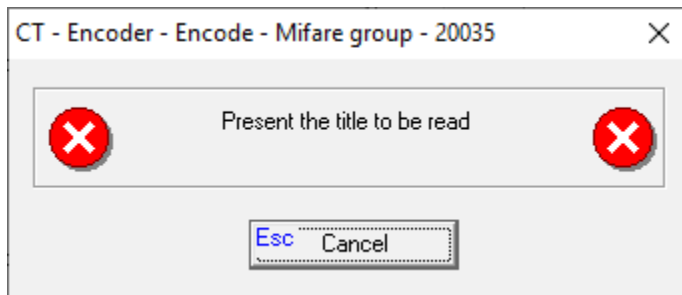 CT - Encoder - Encode - Mifare group - 20035
Present the title to be read
Esc Cancel